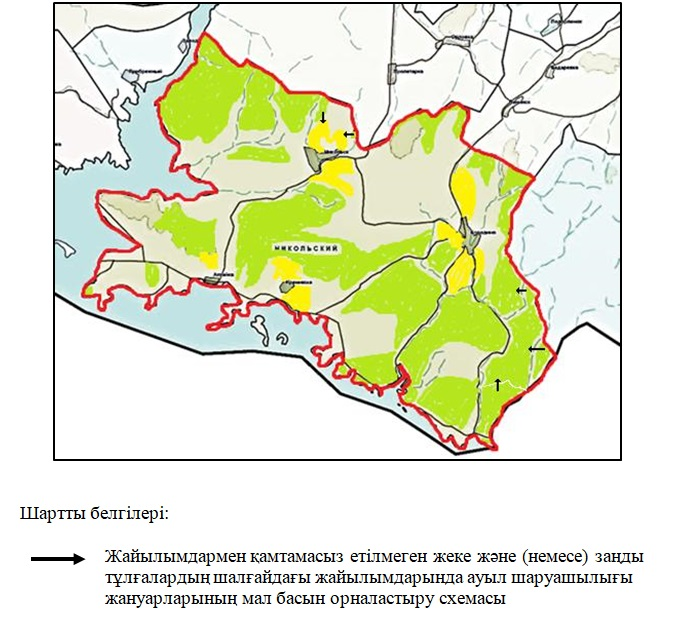 НИКОЛЬСКИЙ
Шартты белгілері:
Жайылымдармен қамтамасыз етілмеген жеке және (немесе) заңды
тұлғалардың шалғайдағы жайылымдарында ауыл шаруашылығы
жануарларының мал басын орналастыру схемасы